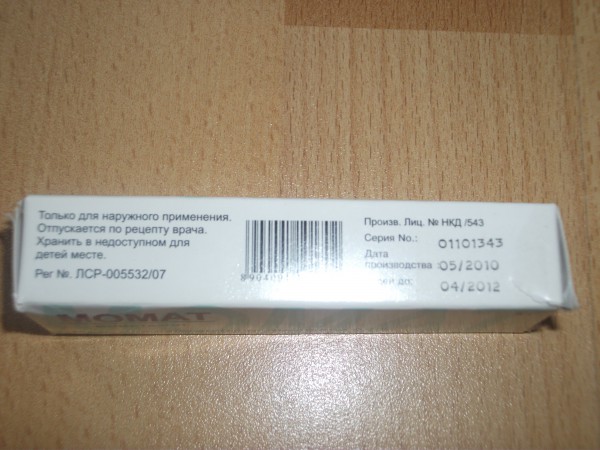 Только для наружного применения.
Отпускается по рецепту врача.
Хранить в недоступном для
детей месте.
Рег №. ЛСР-005532/07
Произв. Лиц. № НКД /543
Серия No.: 01101343
Дата
производства :05/2010
до: 04/2012
МОМАТ